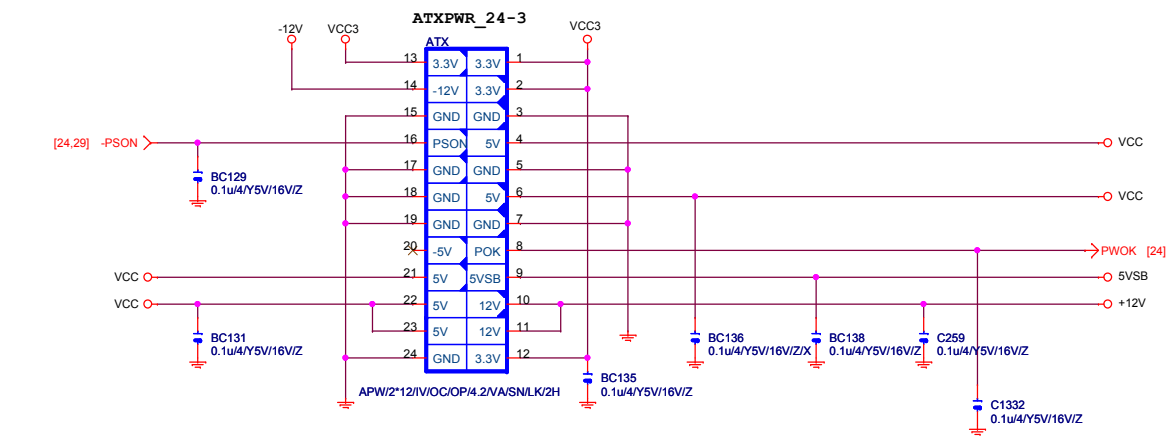 ATXPWR_24-3
-12V VCC3 VCC3
ATX
13 3.3V 3.3V 1
14 -12V 3.3V 2
15 GND GND 3
[24,29] -PSON 16 PSON 5V 4 VCC
17 GND GND 5
BC129
0.1u/4/Y5V/16V/Z
18 GND 5V 6 VCC
19 GND GND 7
20 -5V POK 8 PWOK [24]
VCC 21 5V 5VSB 9 5VSB
VCC 22 5V 12V 10 +12V
23 5V 12V 11
BC131
0.1u/4/Y5V/16V/Z
BC136
0.1u/4/Y5V/16V/Z/X
BC138
0.1u/4/Y5V/16V/Z
C259
0.1u/4/Y5V/16V/Z
24 GND 3.3V 12
BC135
0.1u/4/Y5V/16V/Z
APW/2*12/IV/OC/OP/4.2/VA/SN/LK/2H
C1332
0.1u/4/Y5V/16V/Z